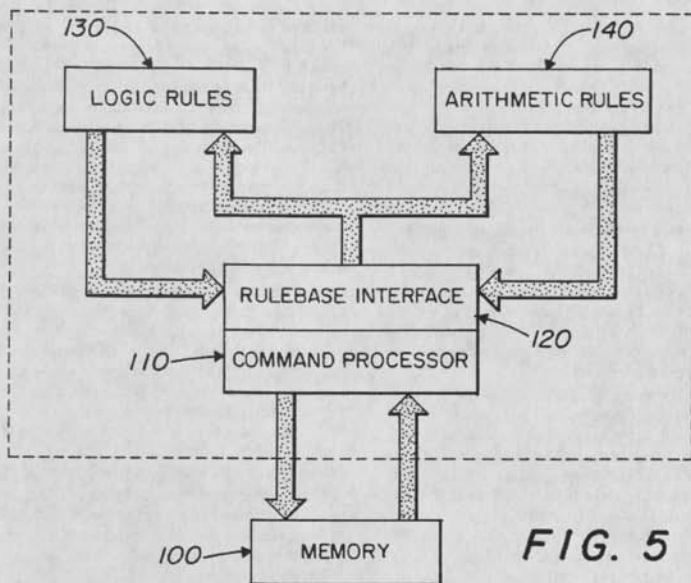 130
140
LOGIC RULES
ARITHMETIC RULES
RULEBASE INTERFACE
120
110
COMMAND PROCESSOR
100
MEMORY
FIG. 5